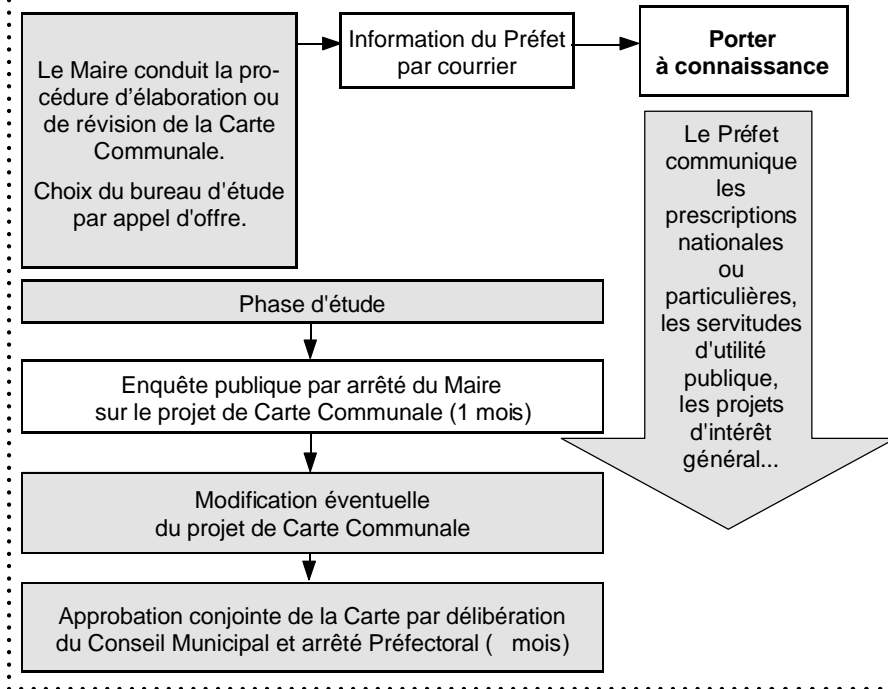 Le Maire conduit la pro-
cédure d'élaboration ou
de révision de la Carte
Communale.
Choix du bureau d'étude
par appel d'offre.
Information du Préfet
par courrier
Porter
à connaissance
Le Préfet
communique
les
prescriptions
nationales
ou
particulières,
les servitudes
d'utilité
publique,
les projets
d'intérêt
général...
Phase d'étude
Enquête publique par arrêté du Maire
sur le projet de Carte Communale (1 mois)
Modification éventuelle
du projet de Carte Communale
Approbation conjointe de la Carte par délibération
du Conseil Municipal et arrêté Préfectoral (   mois)